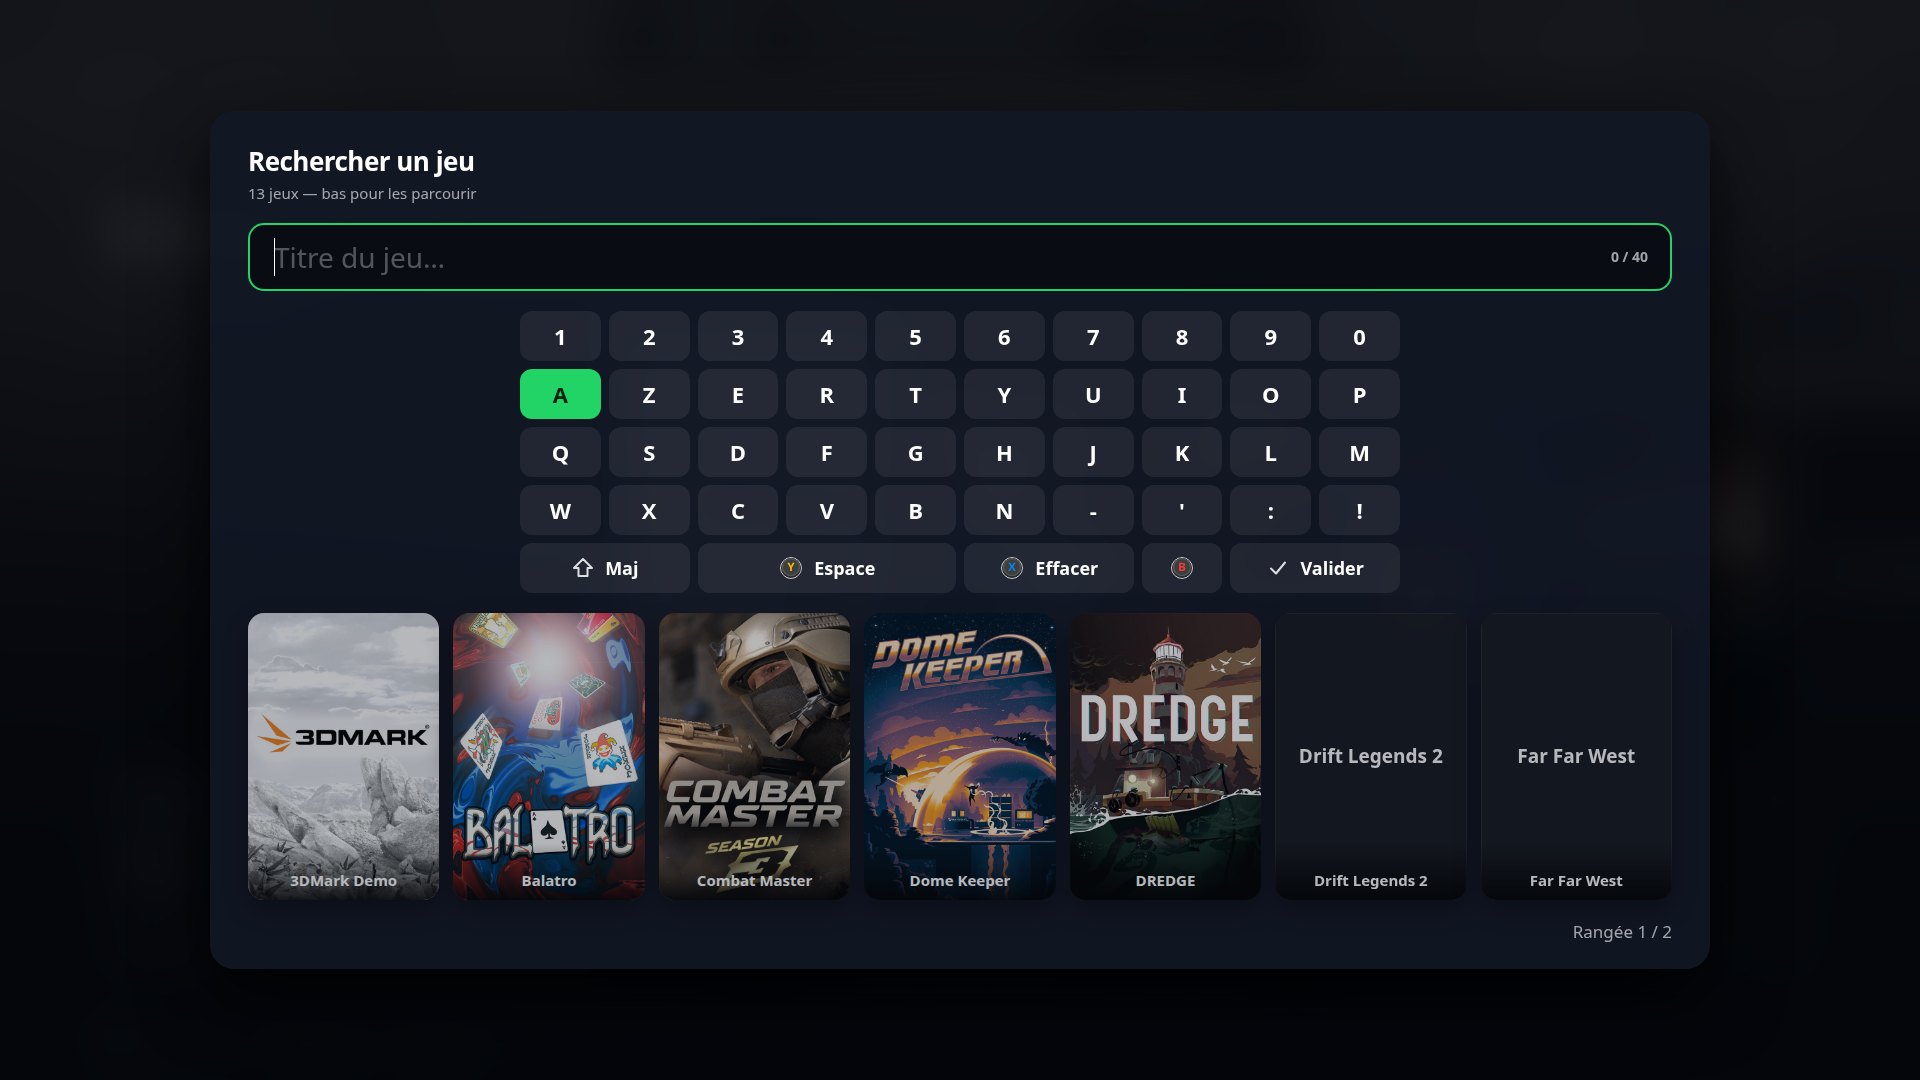 Rechercher un jeu
13 jeux — bas pour les parcourir
Titre du jeu...
0 / 40
1 2 3 4 5 6 7 8 9 0
A Z E R T Y U I O P
Q S D F G H J K L M
W X C V B N - ' : !
Maj
Y Espace
X Effacer
B
Valider
3DMARK
3DMark Demo
BALATRO
Balatro
COMBAT
MASTER
SEASON
3
Combat Master
DOME
KEEPER
Dome Keeper
DREDGE
DREDGE
Drift Legends 2
Drift Legends 2
Far Far West
Far Far West
Rangée 1 / 2